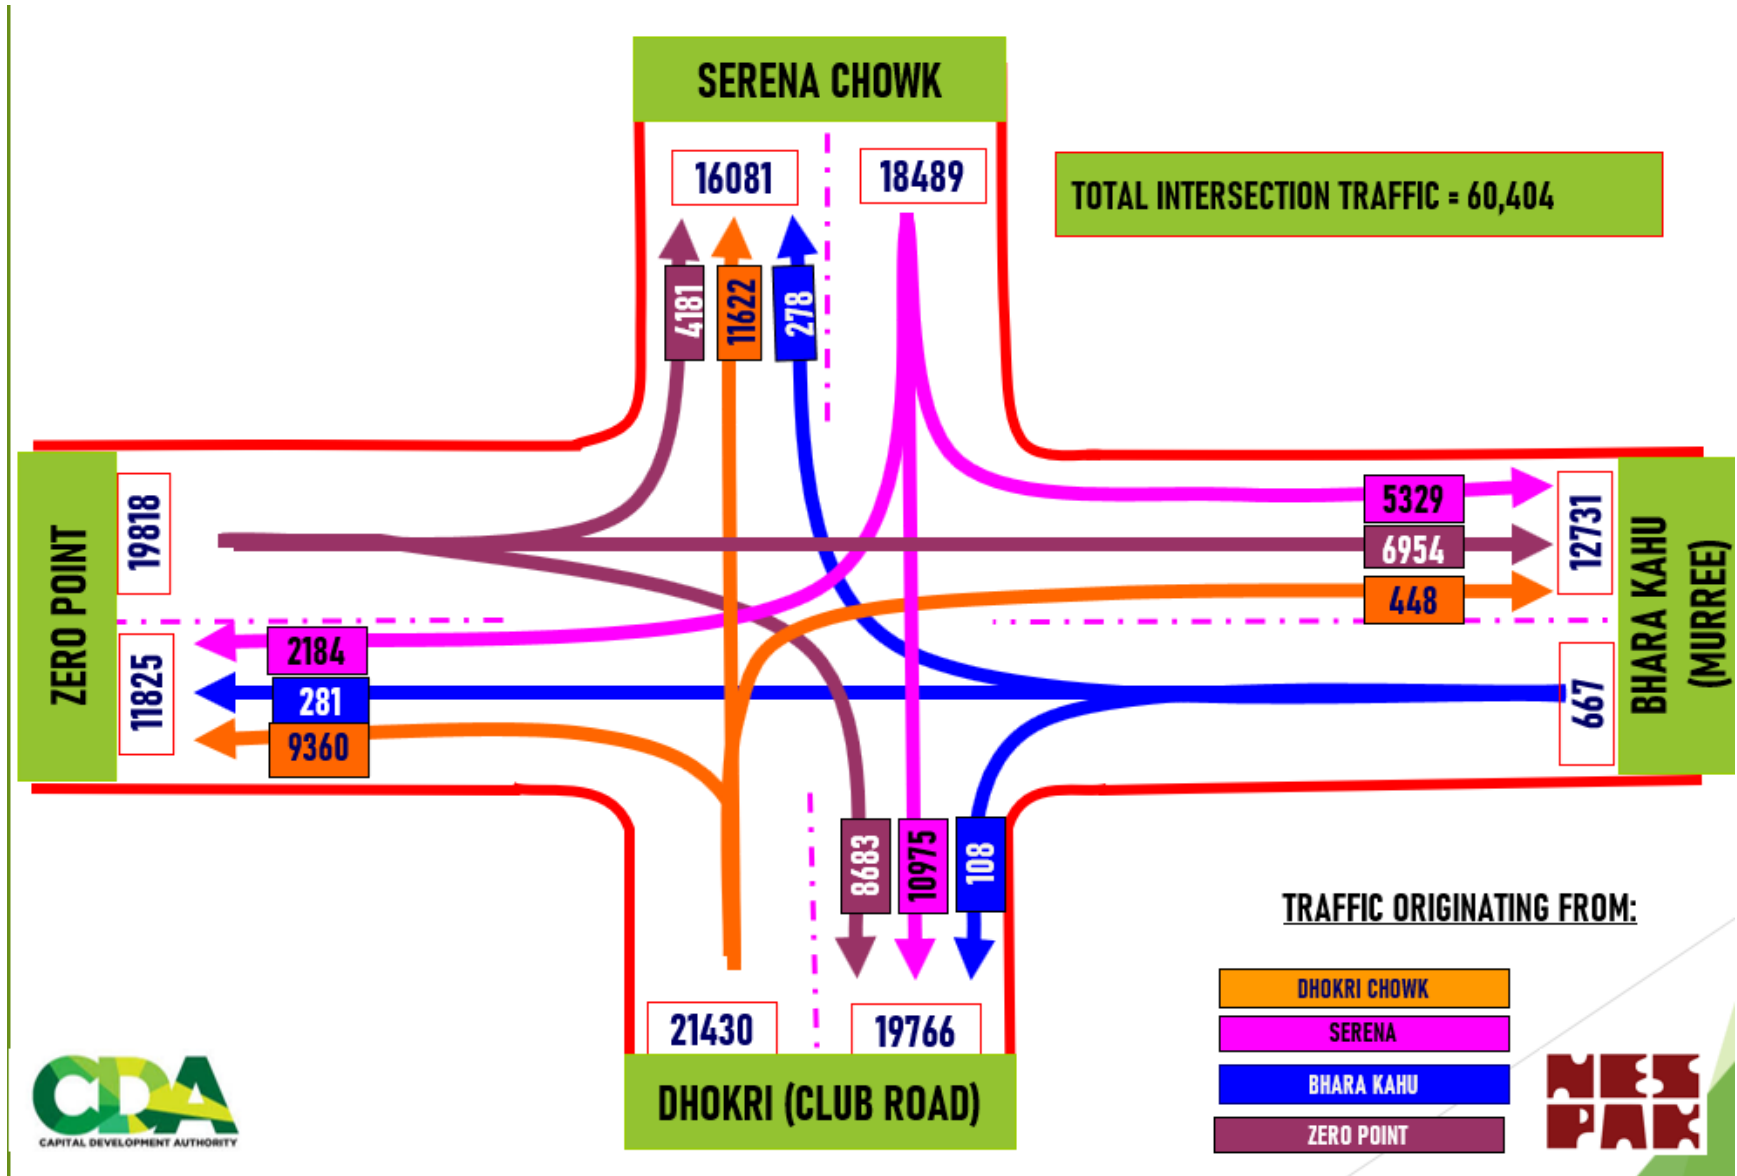 SERENA CHOWK
16081
18489
TOTAL INTERSECTION TRAFFIC = 60,404
4181
11622
278
ZERO POINT
19818
11825
5329
6954
448
12731
667
BHARA KAHU
(MURREE)
2184
281
9360
8683
10975
108
21430
19766
DHOKRI (CLUB ROAD)
TRAFFIC ORIGINATING FROM:
DHOKRI CHOWK
SERENA
BHARA KAHU
ZERO POINT
CDA
CAPITAL DEVELOPMENT AUTHORITY
NES
PAK